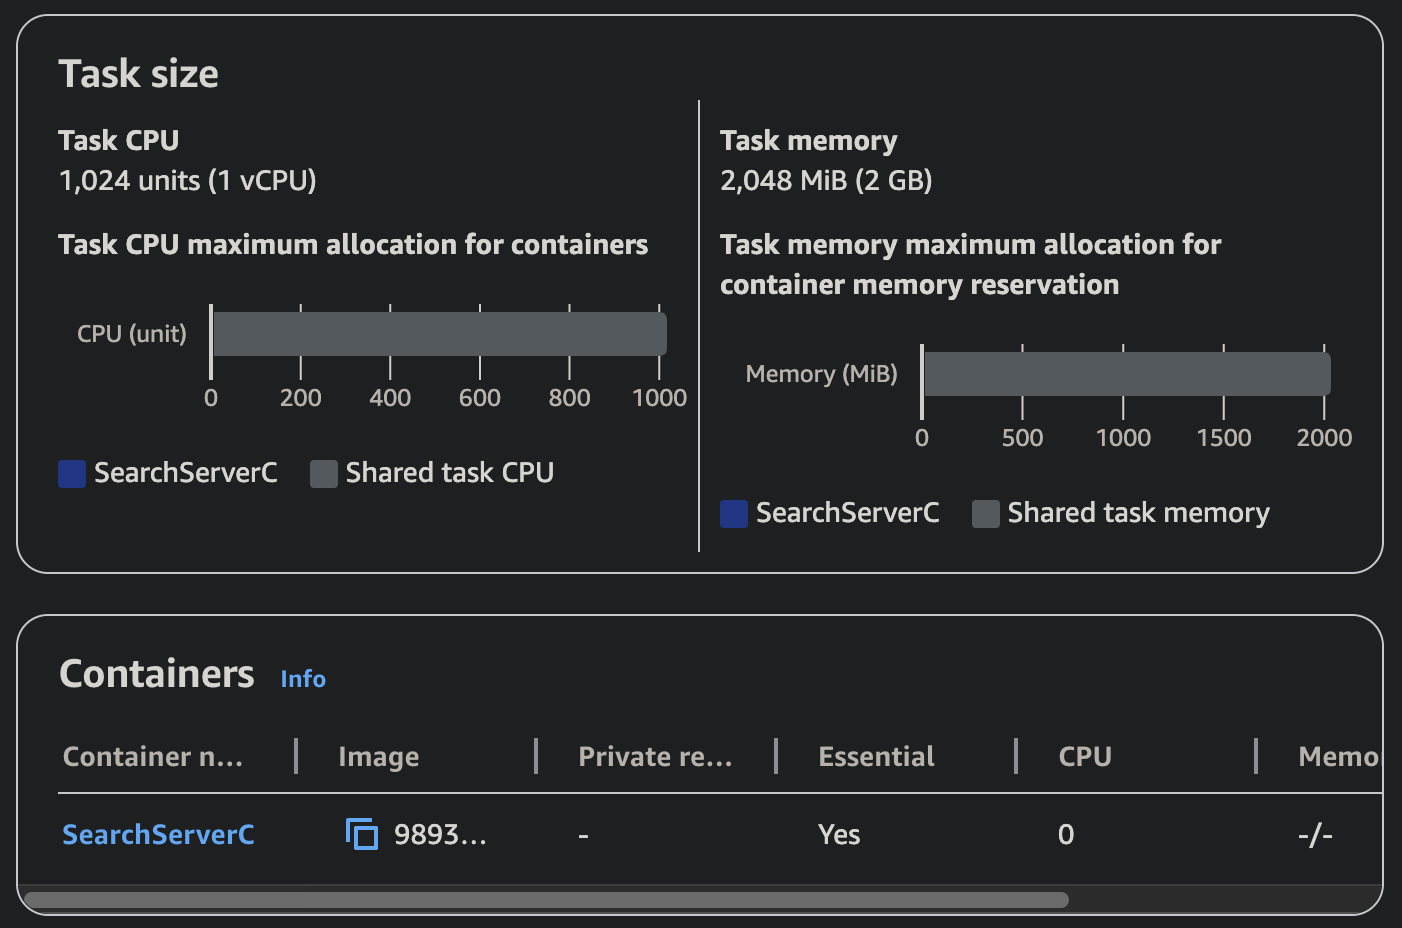 Task size
Task CPU
1,024 units (1 vCPU)
Task CPU maximum allocation for containers
CPU (unit)
0 200 400 600 800 1000
SearchServerC Shared task CPU
Task memory
2,048 MiB (2 GB)
Task memory maximum allocation for
container memory reservation
Memory (MiB)
0 500 1000 1500 2000
SearchServerC Shared task memory
Containers Info
Container n... Image Private re... Essential CPU Memo
SearchServerC 9893... - Yes 0 -/-